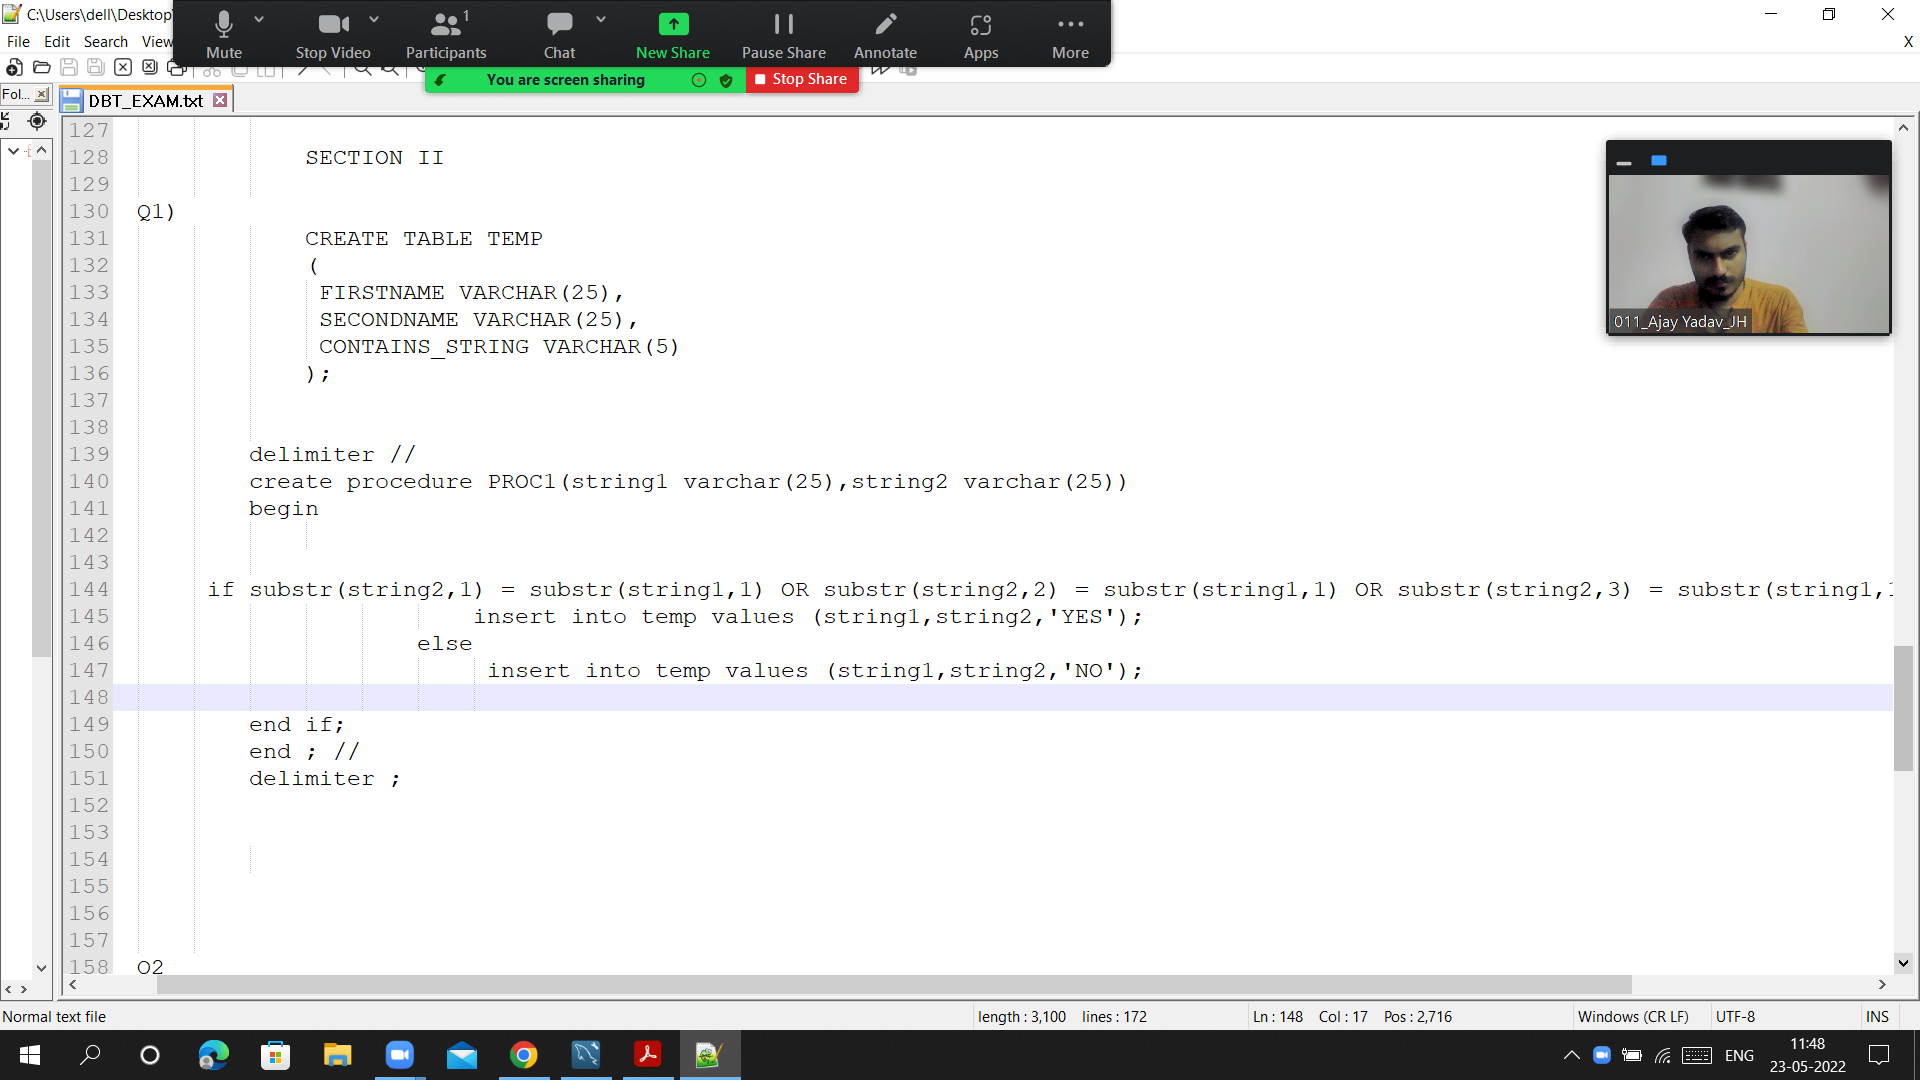 C:\Users\dell\Desktop
Mute
Stop Video
1
Participants
Chat
New Share
Pause Share
Annotate
Apps
More
File Edit Search View
X
You are screen sharing
Stop Share
Fol...
DBT_EXAM.txt
127
128 SECTION II
129
130 Q1)
131 CREATE TABLE TEMP
132 (
133 FIRSTNAME VARCHAR(25),
134 SECONDNAME VARCHAR(25),
135 CONTAINS_STRING VARCHAR(5)
136 );
137
138
139 delimiter //
140 create procedure PROC1(string1 varchar(25),string2 varchar(25))
141 begin
142
143
144 if substr(string2,1) = substr(string1,1) OR substr(string2,2) = substr(string1,1) OR substr(string2,3) = substr(string1,1
145 insert into temp values (string1,string2,'YES');
146 else
147 insert into temp values (string1,string2,'NO');
148
149 end if;
150 end ; //
151 delimiter ;
152
153
154
155
156
157
158
011_Ajay Yadav_JH
Normal text file
length : 3,100 lines : 172
Ln : 148 Col : 17 Pos : 2,716
Windows (CR LF)
UTF-8
INS
ENG
11:48
23-05-2022